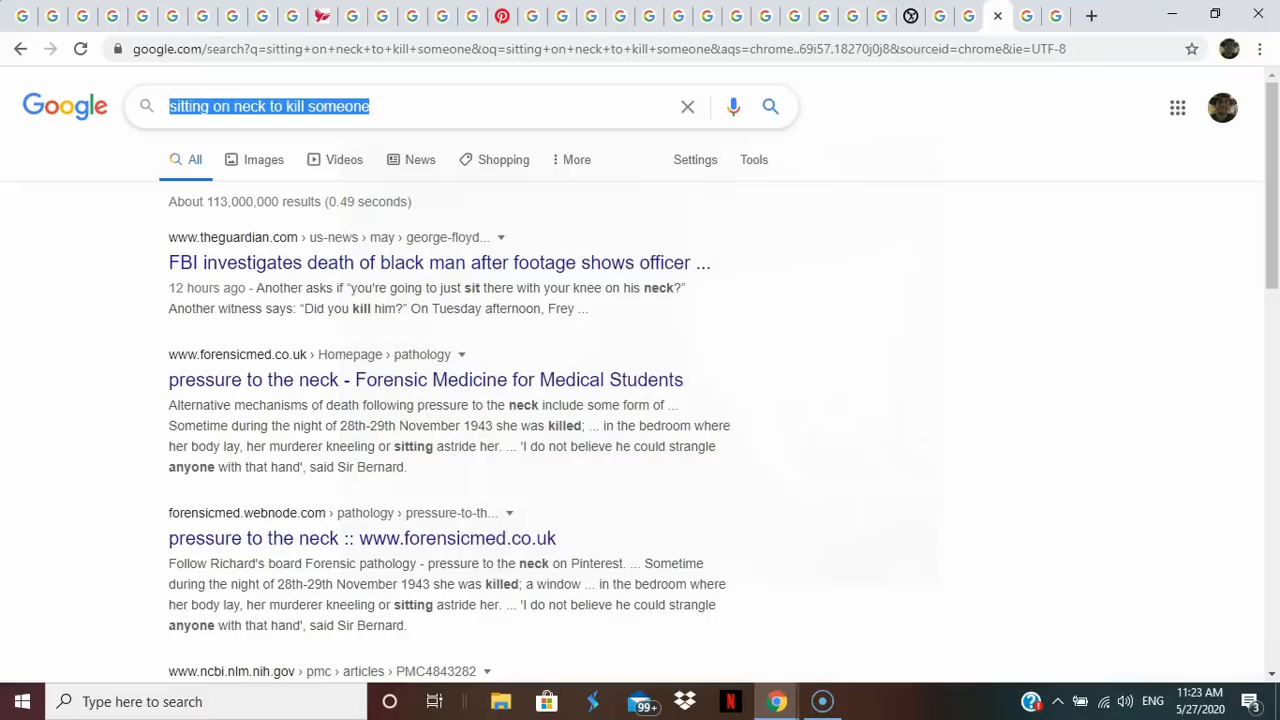 google.com/search?q=sitting+on+neck+to+kill+someone&oq=sitting+on+neck+to+kill+someone&aqs=chrome..69i57.18270j0j8&sourceid=chrome&ie=UTF-8
Google
sitting on neck to kill someone
All Images Videos News Shopping More Settings Tools
About 113,000,000 results (0.49 seconds)
www.theguardian.com › us-news › may › george-floyd...
FBI investigates death of black man after footage shows officer ...
12 hours ago - Another asks if “you're going to just sit there with your knee on his neck?”
Another witness says: “Did you kill him?” On Tuesday afternoon, Frey ...
www.forensicmed.co.uk › Homepage › pathology
pressure to the neck - Forensic Medicine for Medical Students
Alternative mechanisms of death following pressure to the neck include some form of ...
Sometime during the night of 28th-29th November 1943 she was killed; ... in the bedroom where
her body lay, her murderer kneeling or sitting astride her. ... 'I do not believe he could strangle
anyone with that hand', said Sir Bernard.
forensicmed.webnode.com › pathology › pressure-to-th...
pressure to the neck :: www.forensicmed.co.uk
Follow Richard's board Forensic pathology - pressure to the neck on Pinterest. ... Sometime
during the night of 28th-29th November 1943 she was killed; a window ... in the bedroom where
her body lay, her murderer kneeling or sitting astride her. ... 'I do not believe he could strangle
anyone with that hand', said Sir Bernard.
www.ncbi.nlm.nih.gov › pmc › articles › PMC4843282
Type here to search
99+
N
ENG
11:23 AM
5/27/2020
3